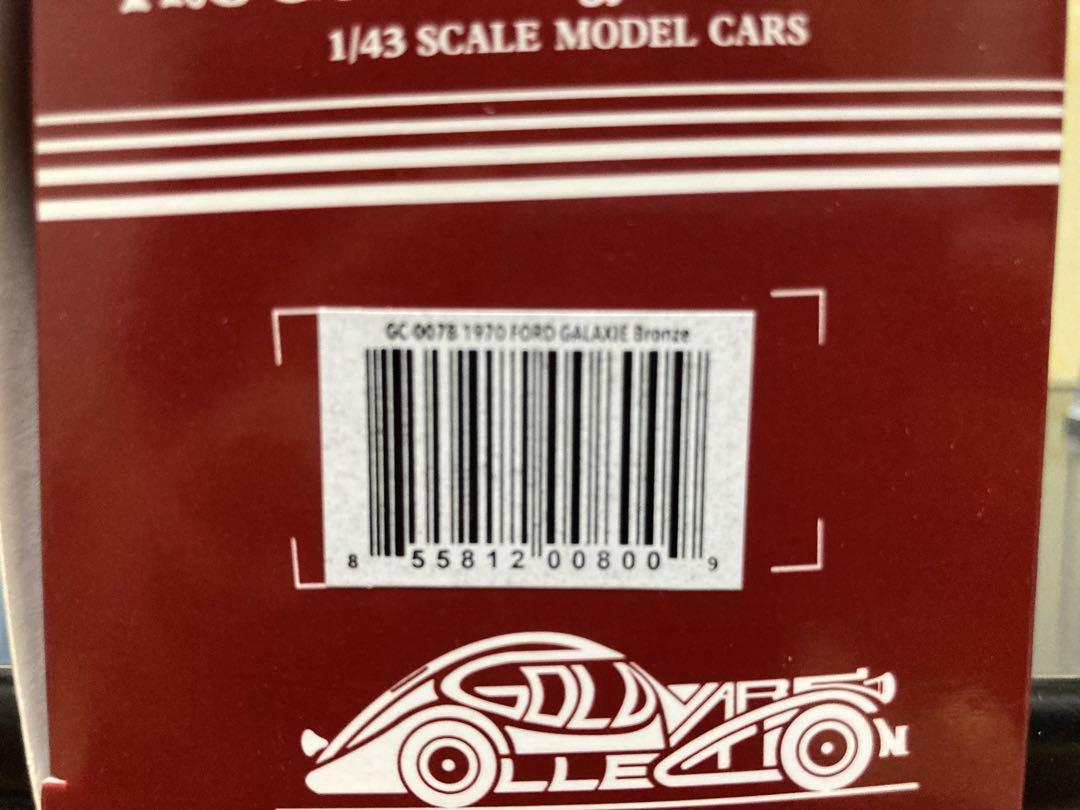 1/43 SCALE MODEL CARS
GC-007B 1970 FORD GALAXIE Bronze
8 55812 00800 9
GOLDVARG
COLLECTION